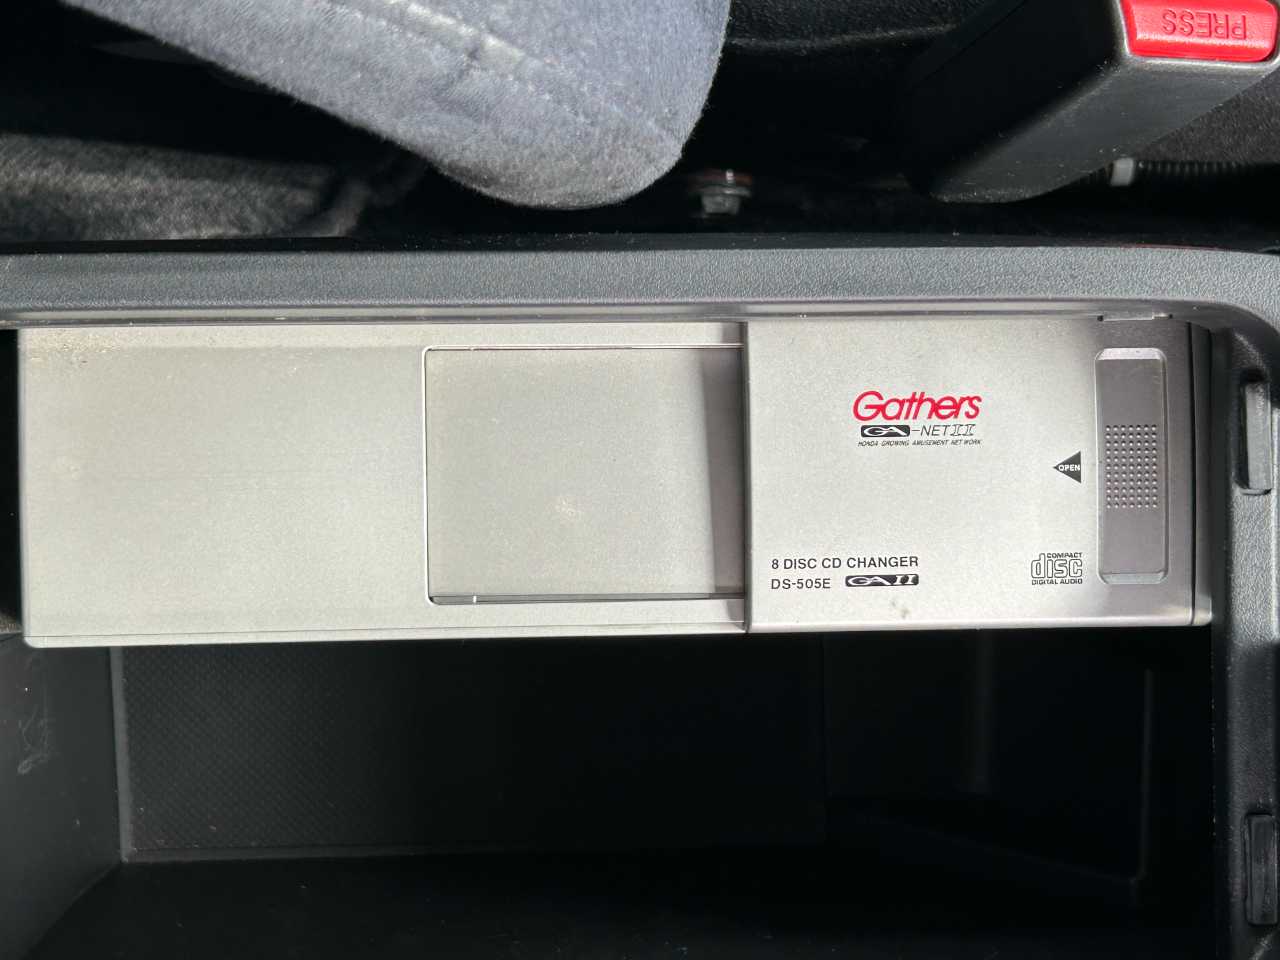 PRESS
Gathers
GA-NET II
HONDA GROWING AMUSEMENT NET WORK
OPEN
8 DISC CD CHANGER
DS-505E GA II
COMPACT
disc
DIGITAL AUDIO